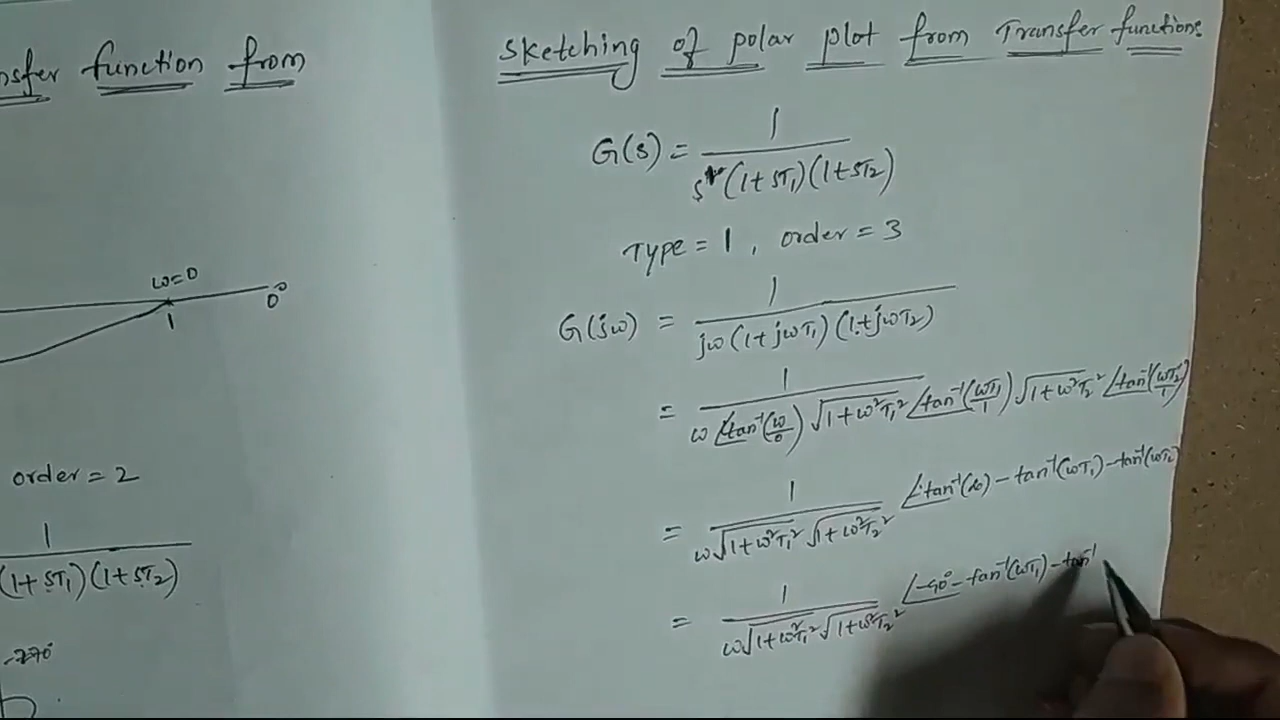 nsfer function from
ω=0
1
0°
order = 2
1
(1+sT₁)(1+sT₂)
-270°
Sketching of polar plot from Transfer functions
G(s) = 1
s (1+sT₁)(1+sT₂)
Type = 1 , order = 3
G(jω) = 1
jω(1+jωT₁)(1+jωT₂)
= 1
ω∠tan⁻¹(ω/0) √1+ω²T₁² ∠tan⁻¹(ωT₁/1) √1+ω²T₂² ∠tan⁻¹(ωT₂/1)
= 1
ω√1+ω²T₁² √1+ω²T₂² ∠-tan⁻¹(∞) - tan⁻¹(ωT₁) - tan⁻¹(ωT₂)
= 1
ω√1+ω²T₁² √1+ω²T₂² ∠-90° - tan⁻¹(ωT₁) - tan⁻¹